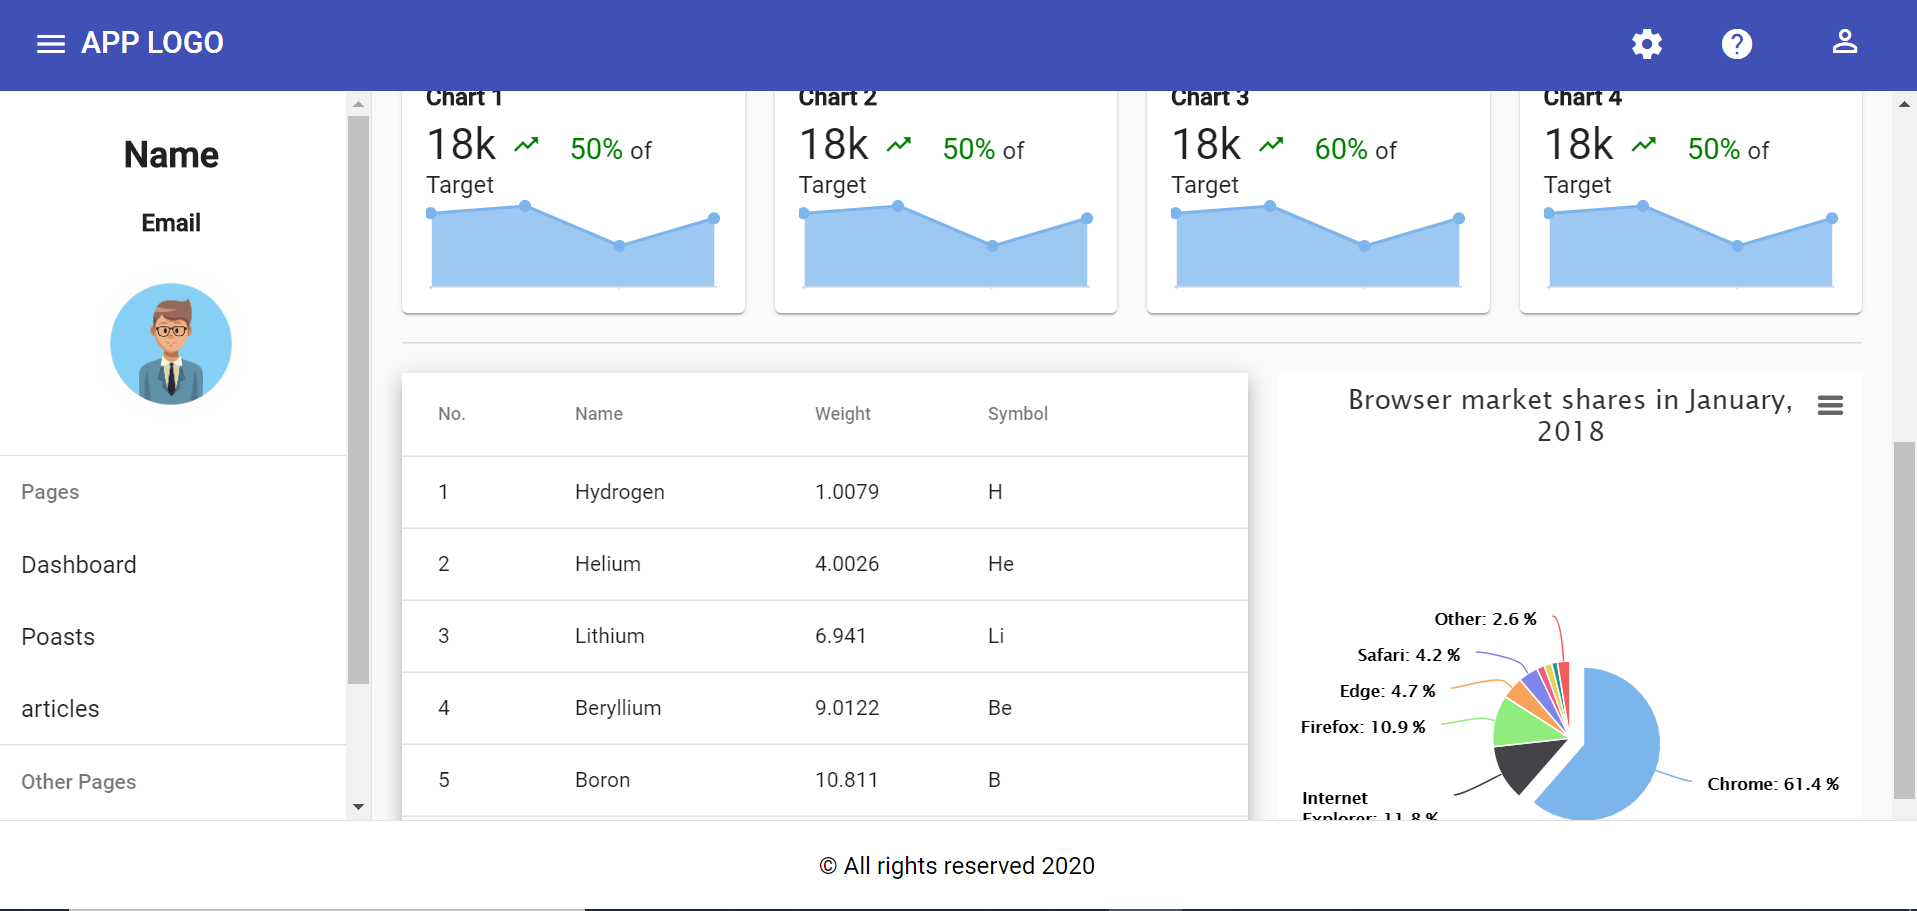 APP LOGO
Name
Email
Pages
Dashboard
Poasts
articles
Other Pages
Chart 1
18k 50% of
Target
Chart 2
18k 50% of
Target
Chart 3
18k 60% of
Target
Chart 4
18k 50% of
Target
No. Name Weight Symbol
1 Hydrogen 1.0079 H
2 Helium 4.0026 He
3 Lithium 6.941 Li
4 Beryllium 9.0122 Be
5 Boron 10.811 B
Browser market shares in January,
2018
Other: 2.6 %
Safari: 4.2 %
Edge: 4.7 %
Firefox: 10.9 %
Chrome: 61.4 %
Internet
Explorer: 11.8 %
© All rights reserved 2020